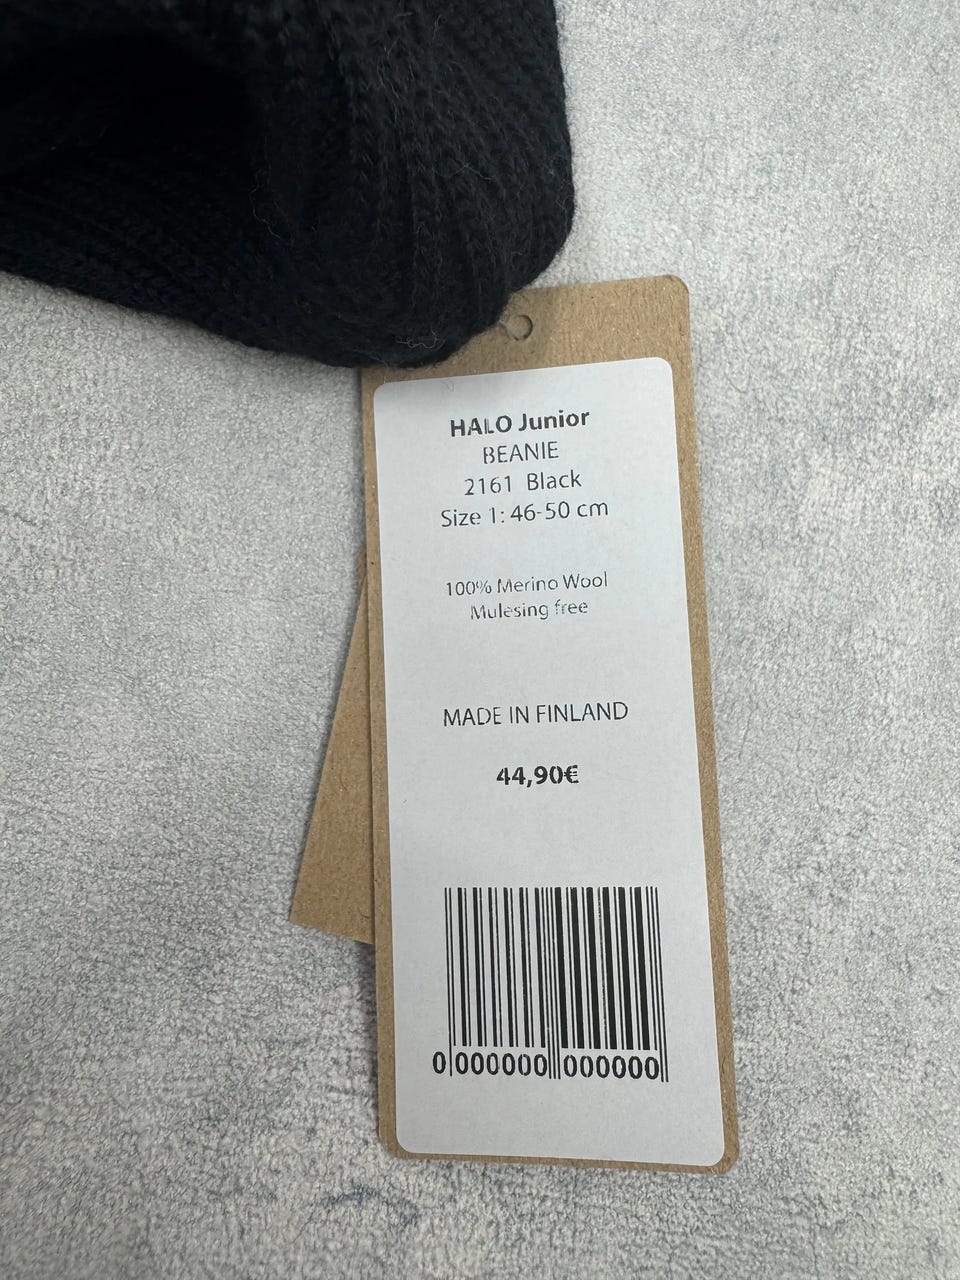 HALO Junior
BEANIE
2161 Black
Size 1: 46-50 cm
100% Merino Wool
Mulesing free
MADE IN FINLAND
44,90€
0 000000 000000